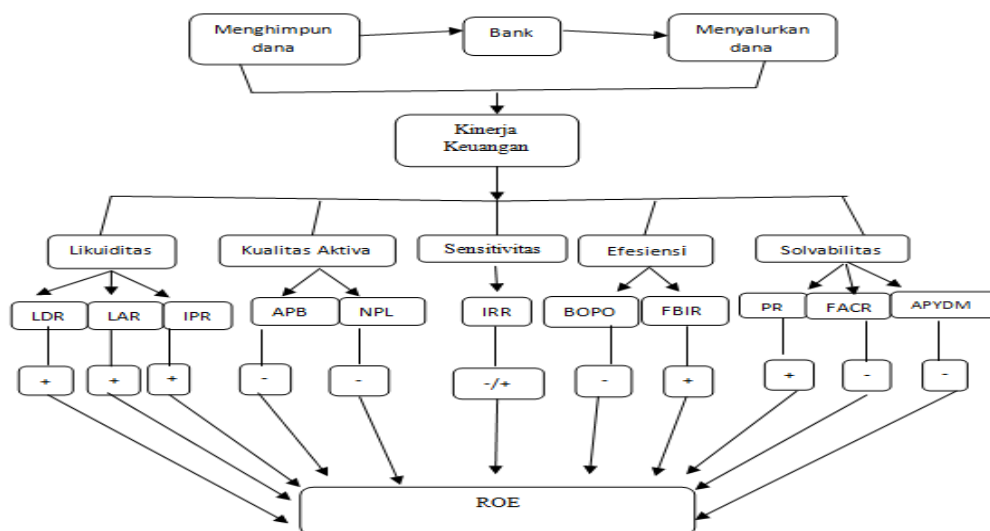 Menghimpun
dana
Bank
Menyalurkan
dana
Kinerja
Keuangan
Likuiditas
Kualitas Aktiva
Sensitivitas
Efesiensi
Solvabilitas
LDR
LAR
IPR
APB
NPL
IRR
BOPO
FBIR
PR
FACR
APYDM
+
+
+
-
-
-/+
-
+
+
-
-
ROE